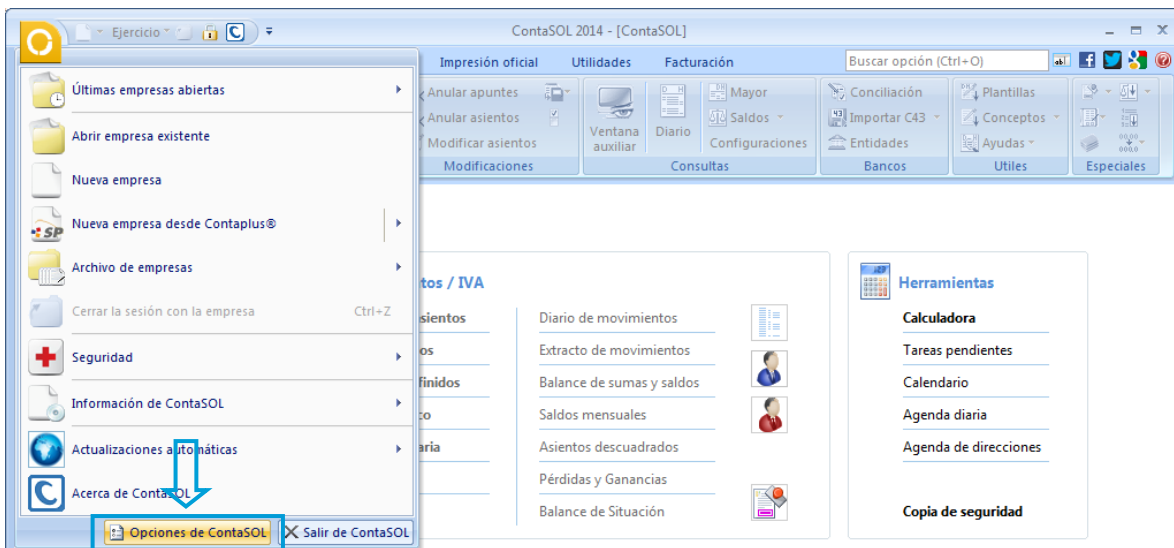 Ejercicio
ContaSOL 2014 - [ContaSOL]
Impresión oficial Utilidades Facturación
Buscar opción (Ctrl+O)
Últimas empresas abiertas
Abrir empresa existente
Nueva empresa
Nueva empresa desde Contaplus®
Archivo de empresas
Cerrar la sesión con la empresa Ctrl+Z
Seguridad
Información de ContaSOL
Actualizaciones automáticas
Acerca de ContaSOL
Opciones de ContaSOL
Salir de ContaSOL
Anular apuntes
Anular asientos
Modificar asientos
Modificaciones
Ventana auxiliar
Diario
Mayor
Saldos
Configuraciones
Consultas
Conciliación
Importar C43
Entidades
Bancos
Plantillas
Conceptos
Ayudas
Utiles
Especiales
tos / IVA
sientos
os
finidos
co
aria
Diario de movimientos
Extracto de movimientos
Balance de sumas y saldos
Saldos mensuales
Asientos descuadrados
Pérdidas y Ganancias
Balance de Situación
Herramientas
Calculadora
Tareas pendientes
Calendario
Agenda diaria
Agenda de direcciones
Copia de seguridad